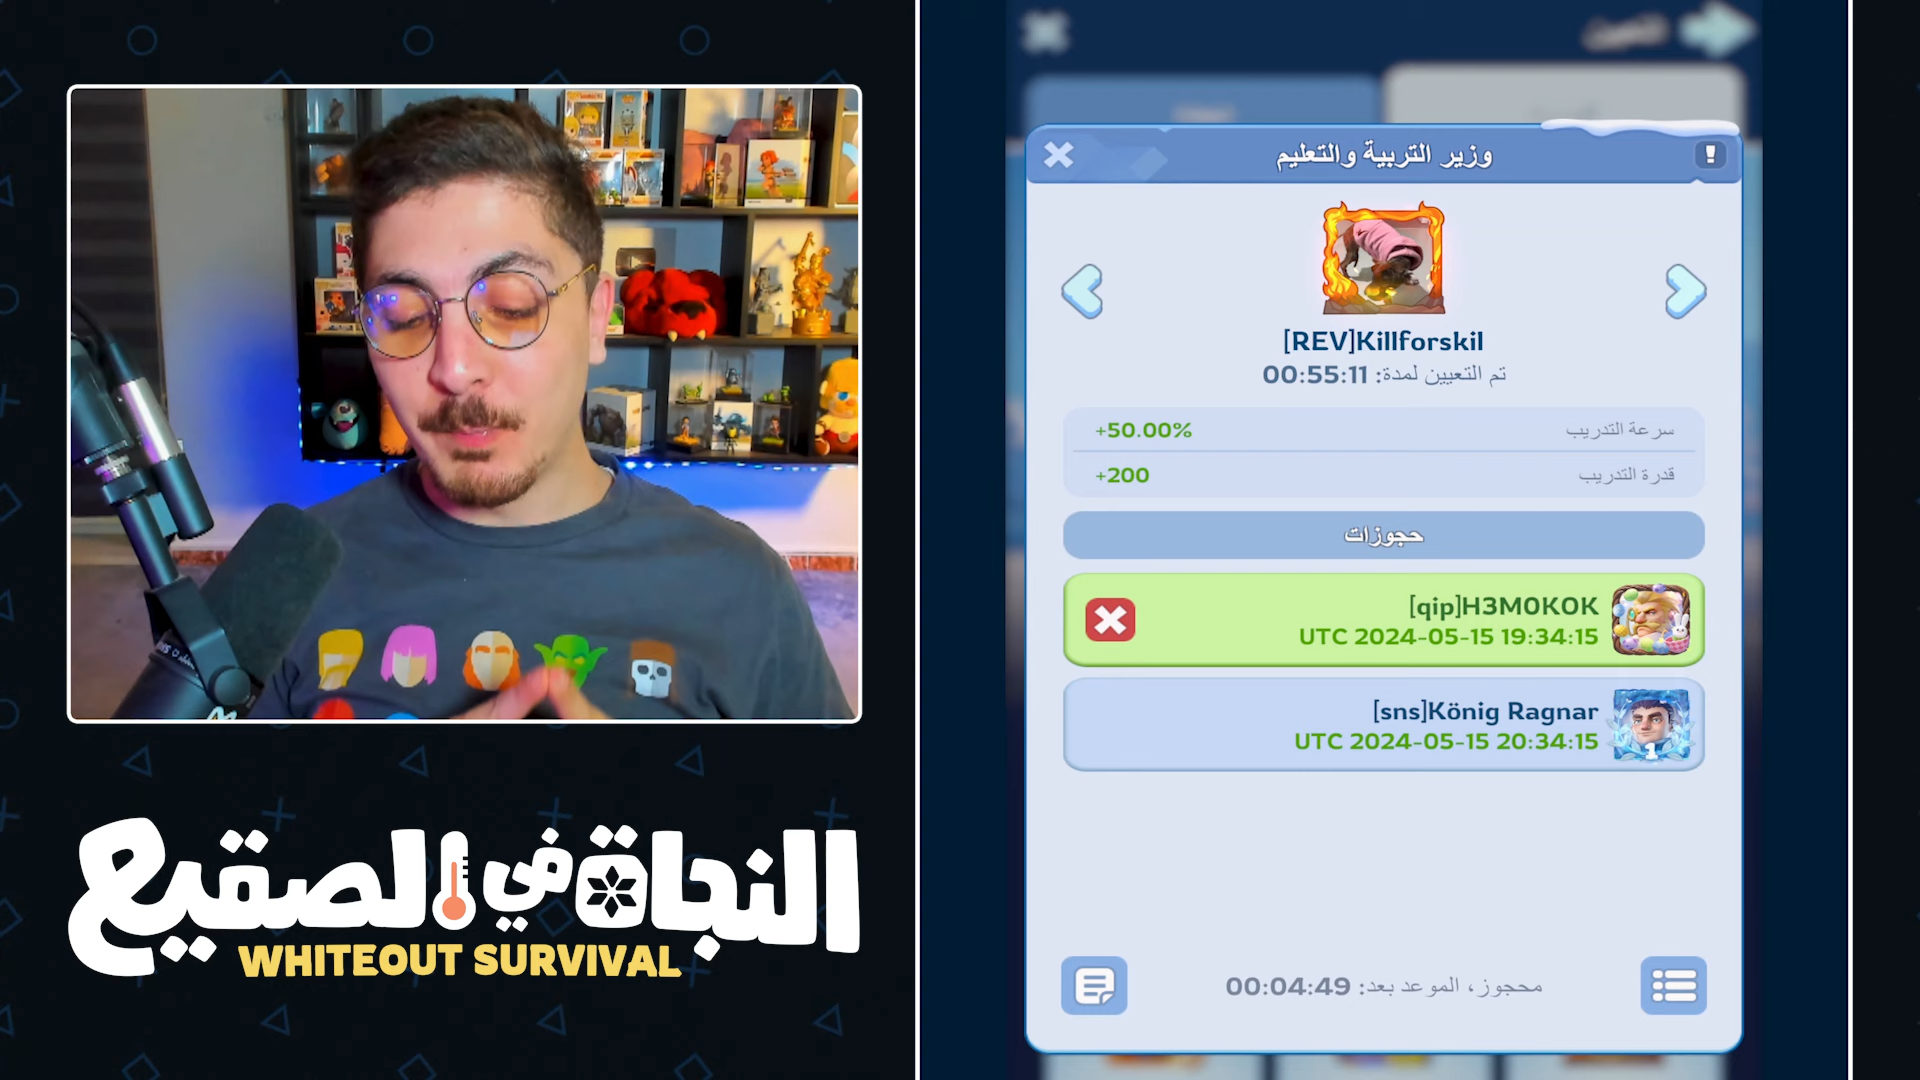 وزير التربية والتعليم
[REV]Killforskil
تم التعيين لمدة: 00:55:11
سرعة التدريب +50.00%
قدرة التدريب +200
حجوزات
[qip]H3M0K0K
UTC 2024-05-15 19:34:15
[sns]König Ragnar
UTC 2024-05-15 20:34:15
1
محجوز، الموعد بعد: 00:04:49
النجاة في الصقيع
WHITEOUT SURVIVAL